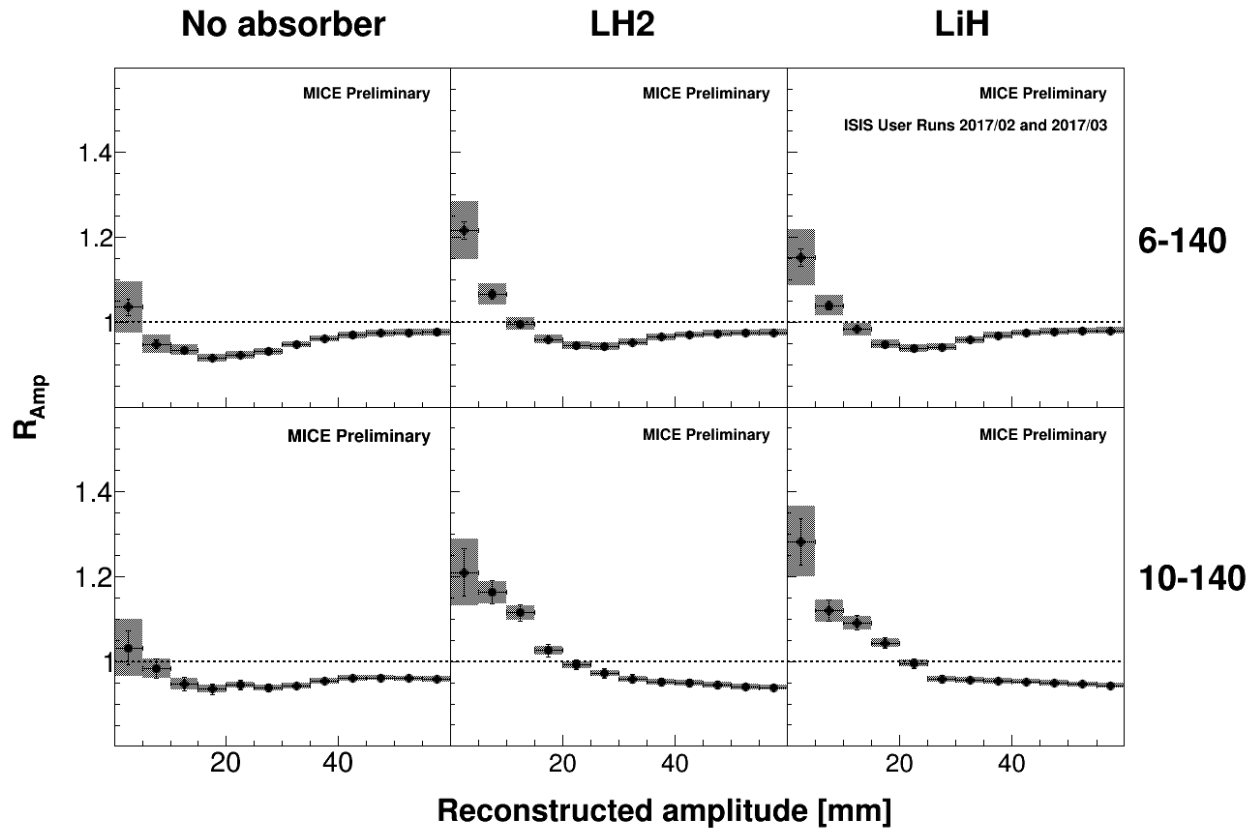 No absorber LH2 LiH
MICE Preliminary MICE Preliminary MICE Preliminary
ISIS User Runs 2017/02 and 2017/03
1.4
1.2
1
6-140
R_Amp
MICE Preliminary MICE Preliminary MICE Preliminary
1.4
1.2
1
10-140
20 40 20 40 20 40
Reconstructed amplitude [mm]